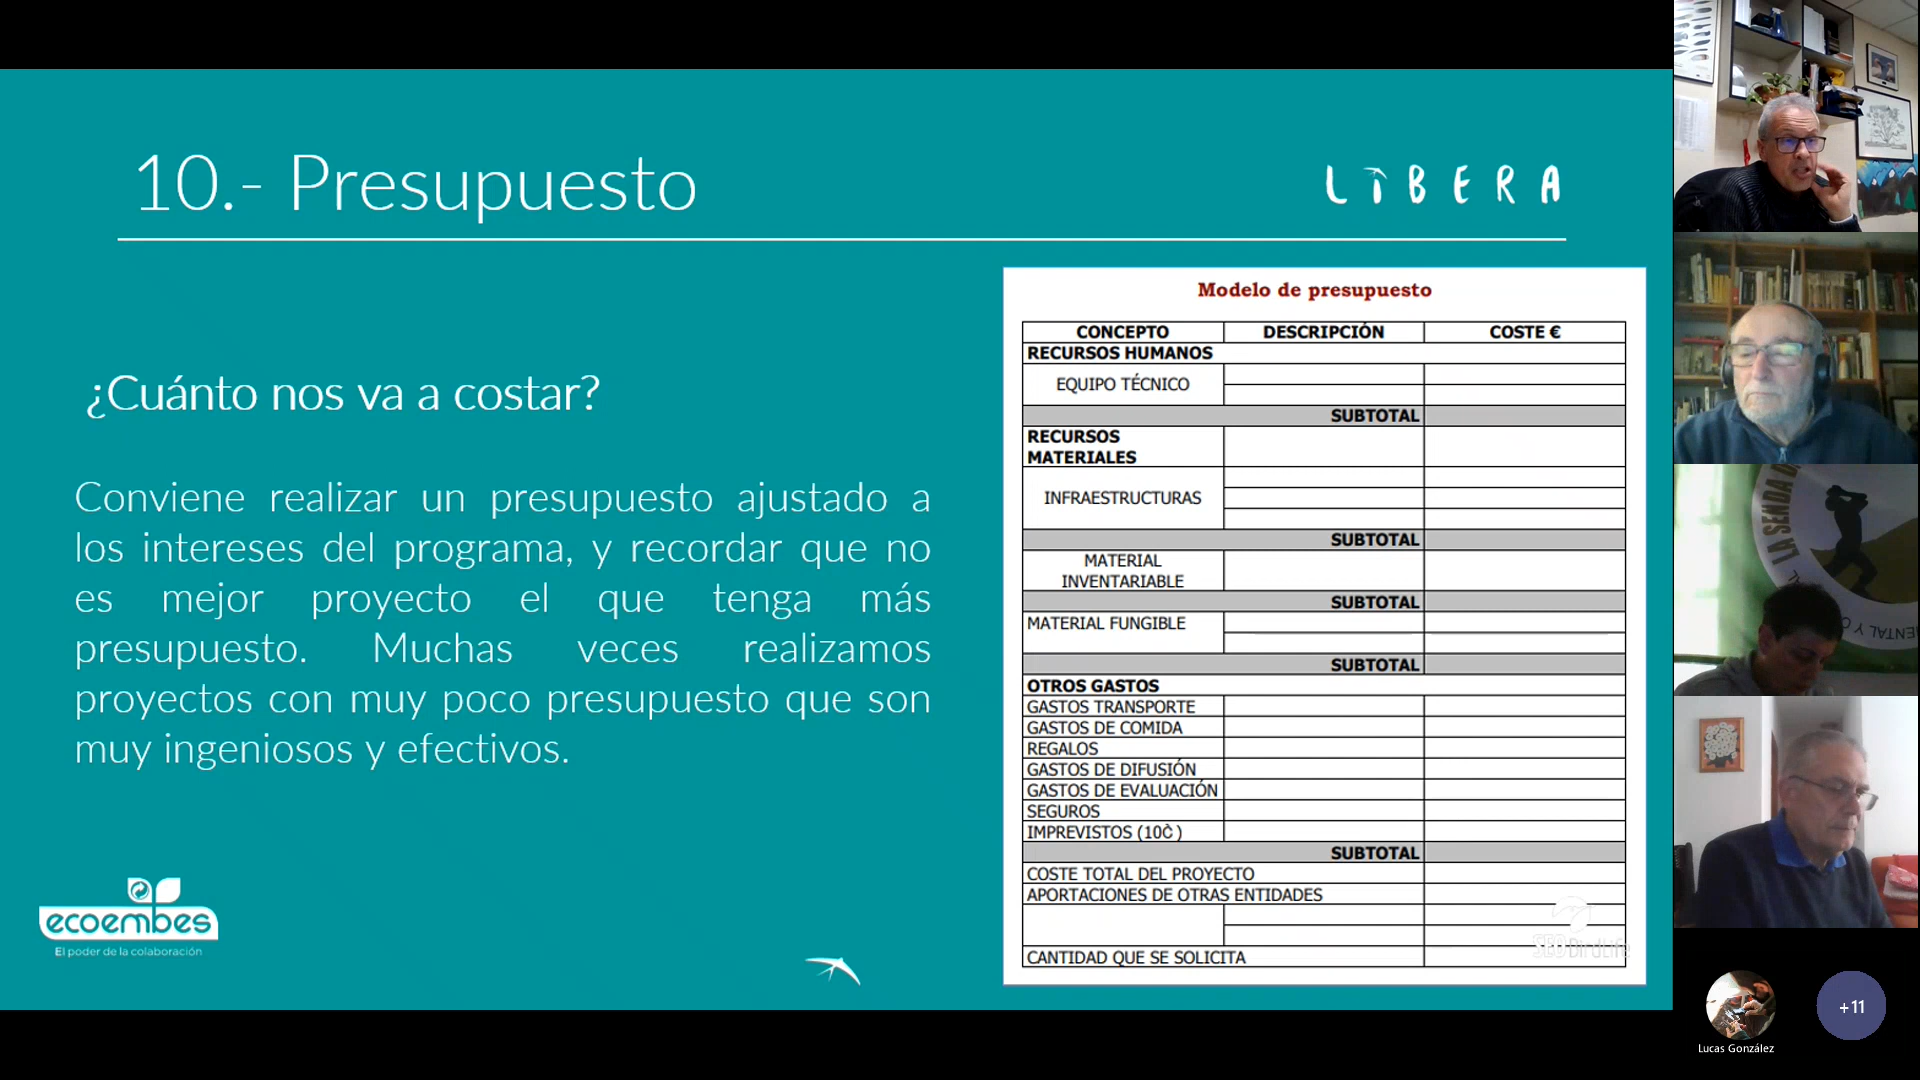 10.- Presupuesto
LIBERA
¿Cuánto nos va a costar?
Conviene realizar un presupuesto ajustado a
los intereses del programa, y recordar que no
es mejor proyecto el que tenga más
presupuesto. Muchas veces realizamos
proyectos con muy poco presupuesto que son
muy ingeniosos y efectivos.
ecoembes
El poder de la colaboración
Modelo de presupuesto
CONCEPTO DESCRIPCIÓN COSTE €
RECURSOS HUMANOS
EQUIPO TÉCNICO
SUBTOTAL
RECURSOS
MATERIALES
INFRAESTRUCTURAS
SUBTOTAL
MATERIAL
INVENTARIABLE
SUBTOTAL
MATERIAL FUNGIBLE
SUBTOTAL
OTROS GASTOS
GASTOS TRANSPORTE
GASTOS DE COMIDA
REGALOS
GASTOS DE DIFUSIÓN
GASTOS DE EVALUACIÓN
SEGUROS
IMPREVISTOS (10Ò )
SUBTOTAL
COSTE TOTAL DEL PROYECTO
APORTACIONES DE OTRAS ENTIDADES
CANTIDAD QUE SE SOLICITA
SEO BirdLife
LA SENDA D
Lucas González
+11